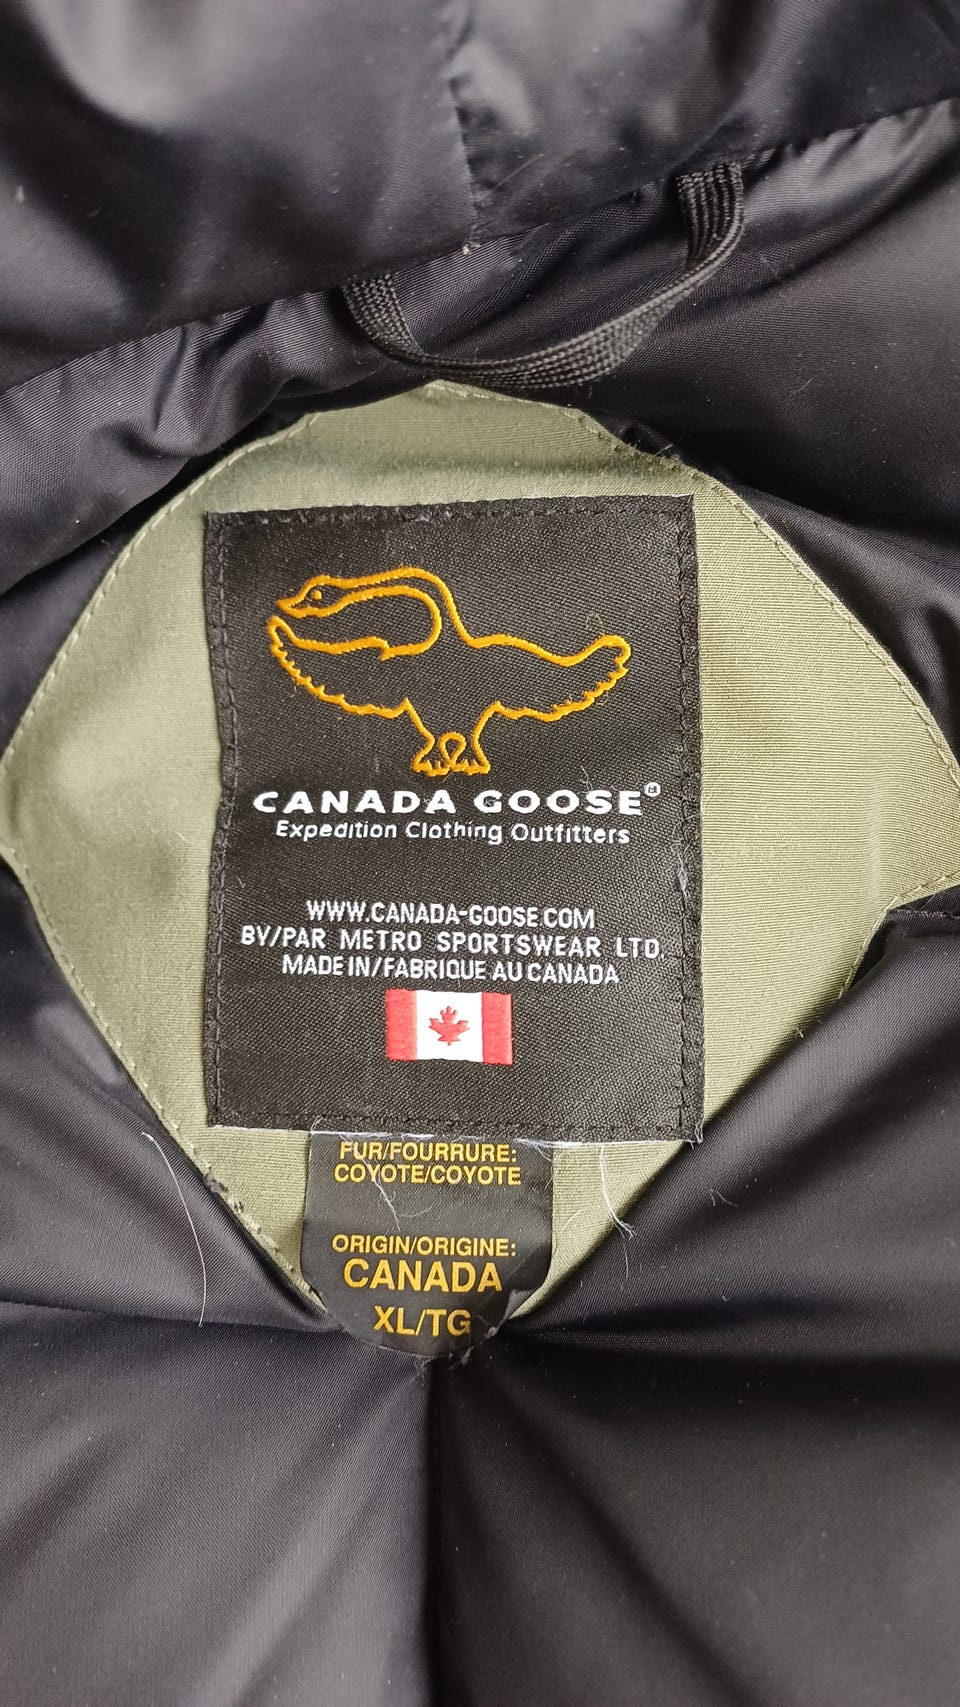 CANADA GOOSE®
Expedition Clothing Outfitters
WWW.CANADA-GOOSE.COM
BY/PAR METRO SPORTSWEAR LTD.
MADE IN/FABRIQUE AU CANADA
FUR/FOURRURE:
COYOTE/COYOTE
ORIGIN/ORIGINE:
CANADA
XL/TG